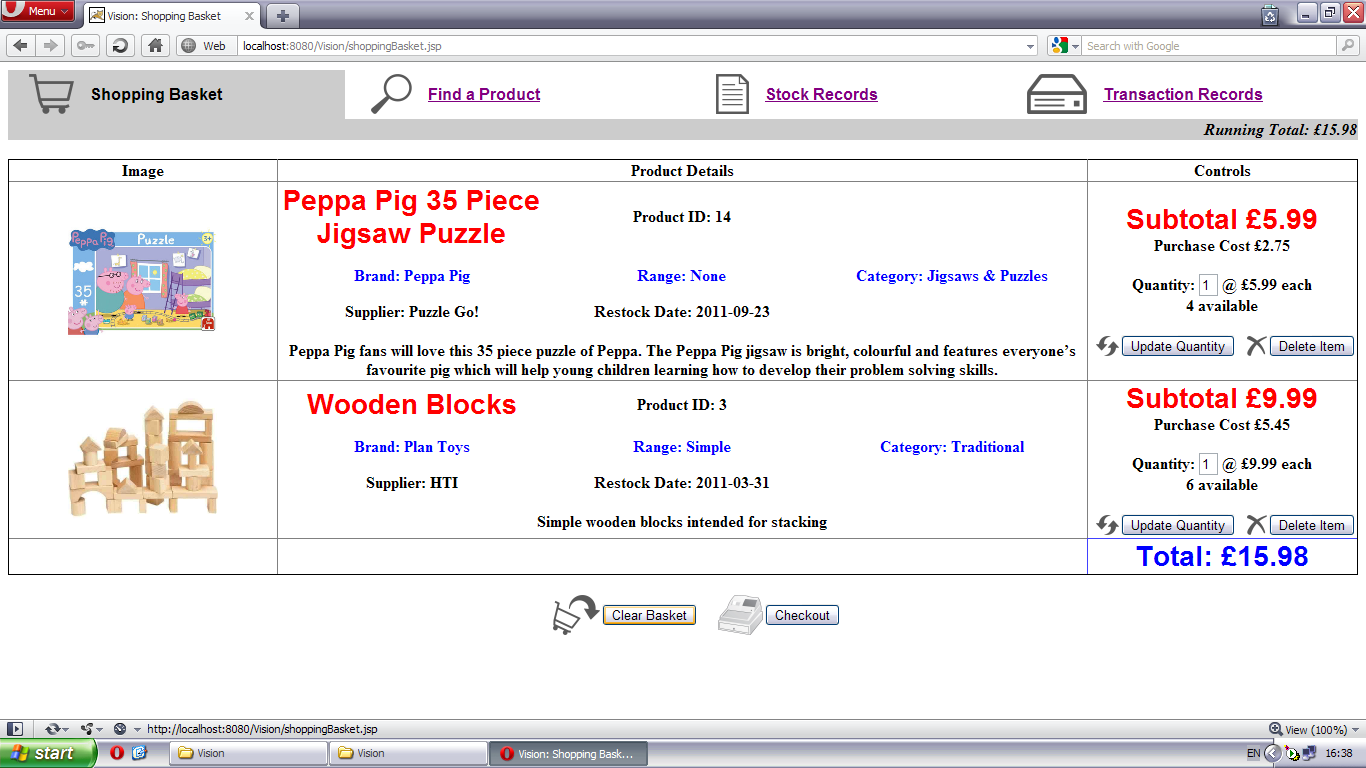 Menu
Vision: Shopping Basket
Web
localhost:8080/Vision/shoppingBasket.jsp
Search with Google
Shopping Basket
Find a Product
Stock Records
Transaction Records
Running Total: £15.98
Image
Product Details
Controls
Peppa Pig 35 Piece
Jigsaw Puzzle
Product ID: 14
Brand: Peppa Pig
Range: None
Category: Jigsaws & Puzzles
Supplier: Puzzle Go!
Restock Date: 2011-09-23
Peppa Pig fans will love this 35 piece puzzle of Peppa. The Peppa Pig jigsaw is bright, colourful and features everyone’s
favourite pig which will help young children learning how to develop their problem solving skills.
Peppa Pig
Puzzle
3+
35
Subtotal £5.99
Purchase Cost £2.75
Quantity: 1 @ £5.99 each
4 available
Update Quantity
Delete Item
Wooden Blocks
Product ID: 3
Brand: Plan Toys
Range: Simple
Category: Traditional
Supplier: HTI
Restock Date: 2011-03-31
Simple wooden blocks intended for stacking
Subtotal £9.99
Purchase Cost £5.45
Quantity: 1 @ £9.99 each
6 available
Update Quantity
Delete Item
Total: £15.98
Clear Basket
Checkout
http://localhost:8080/Vision/shoppingBasket.jsp
View (100%)
start
Vision
Vision
Vision: Shopping Bask...
EN
16:38